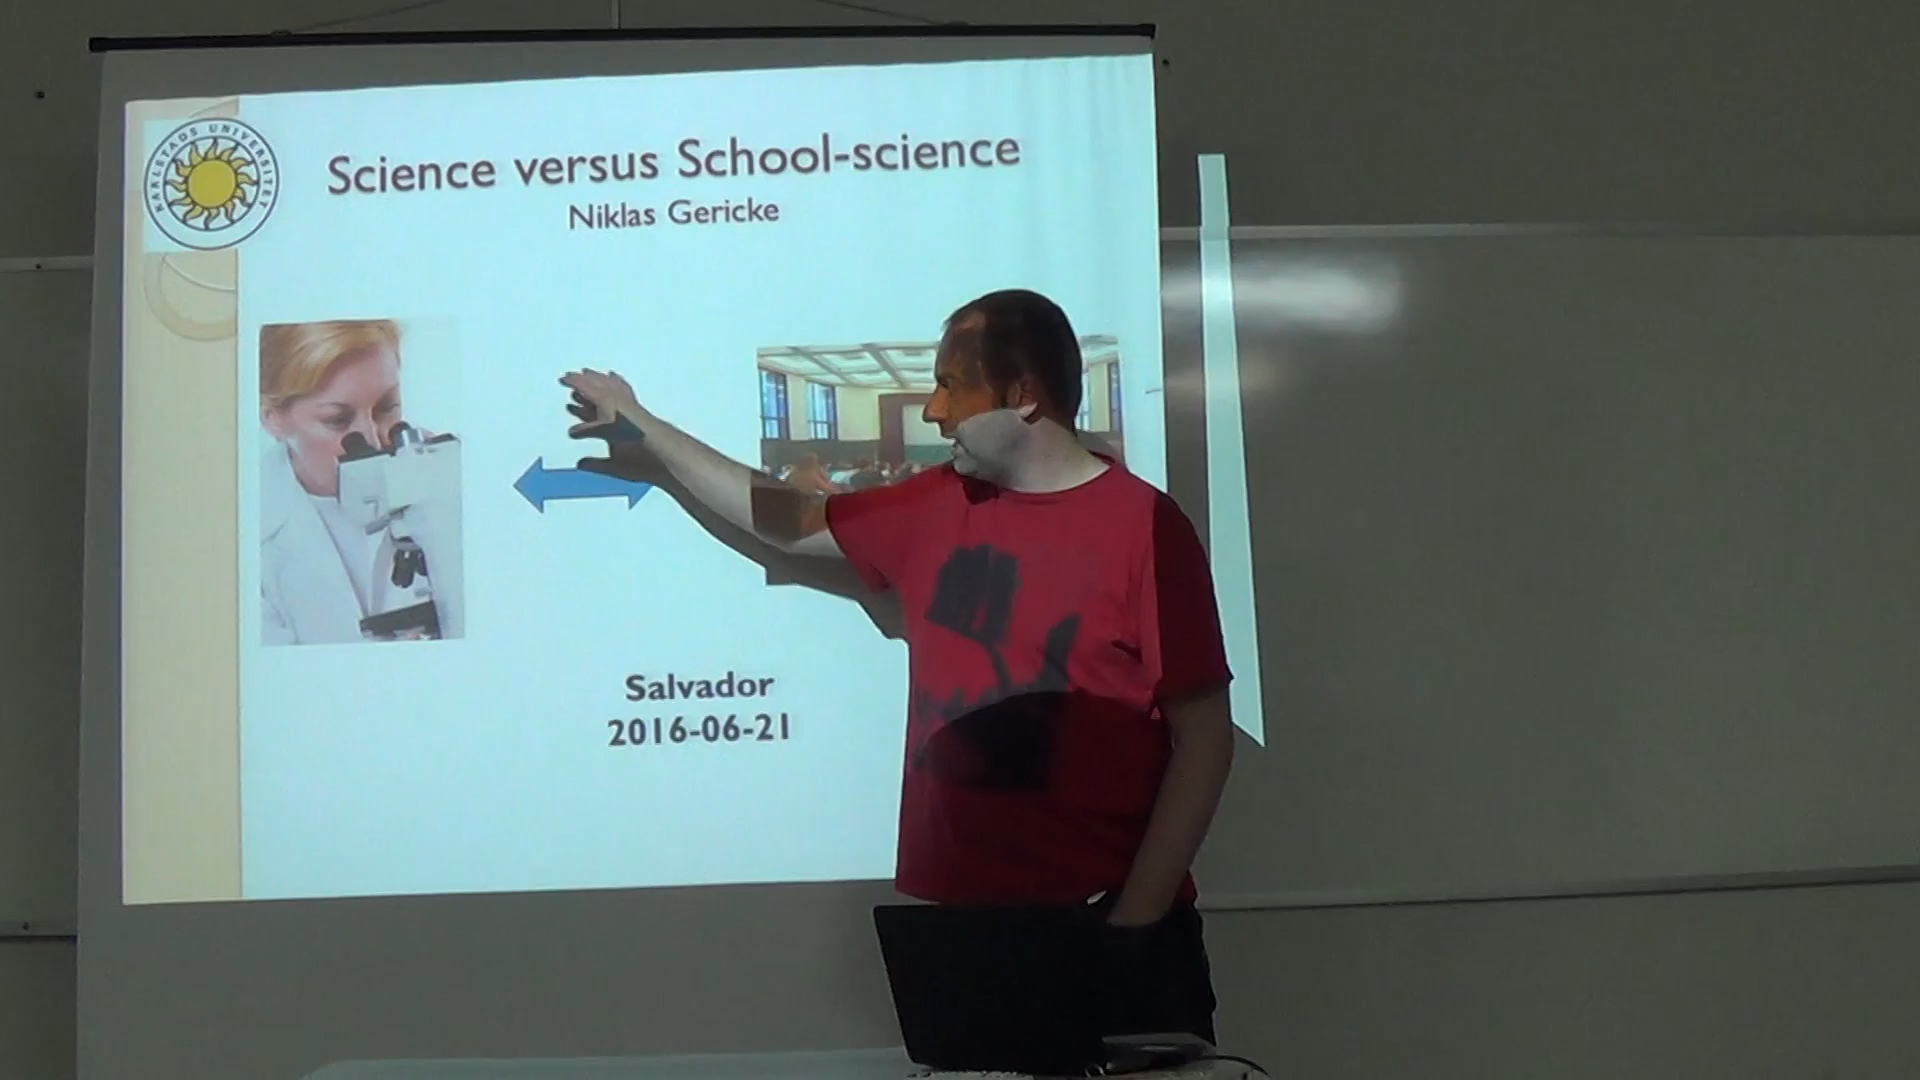 KARLSTADS UNIVERSITET
Science versus School-science
Niklas Gericke
Salvador
2016-06-21